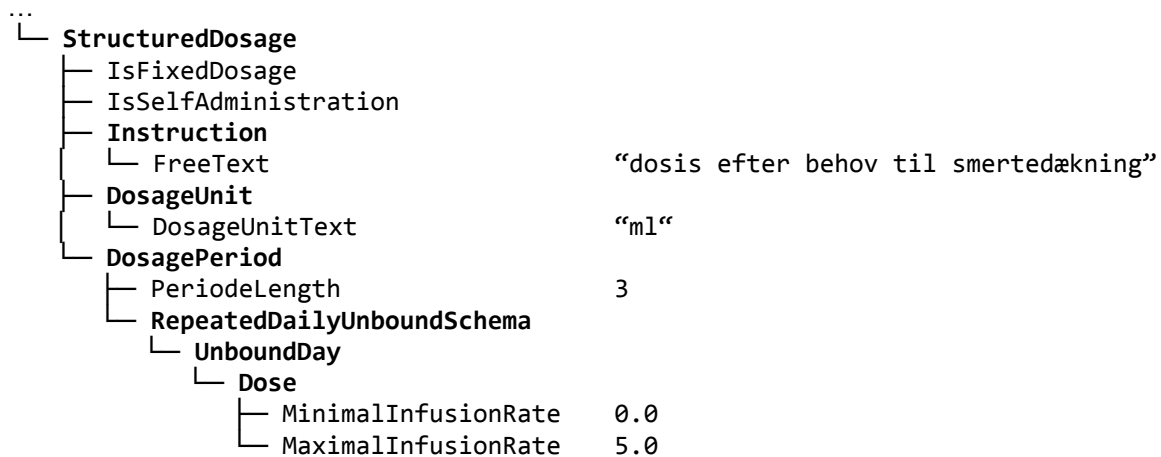 ...
└─ StructuredDosage
├─ IsFixedDosage
├─ IsSelfAdministration
├─ Instruction
│ └─ FreeText “dosis efter behov til smertedækning”
├─ DosageUnit
│ └─ DosageUnitText “ml“
└─ DosagePeriod
├─ PeriodeLength 3
└─ RepeatedDailyUnboundSchema
└─ UnboundDay
└─ Dose
├─ MinimalInfusionRate 0.0
└─ MaximalInfusionRate 5.0